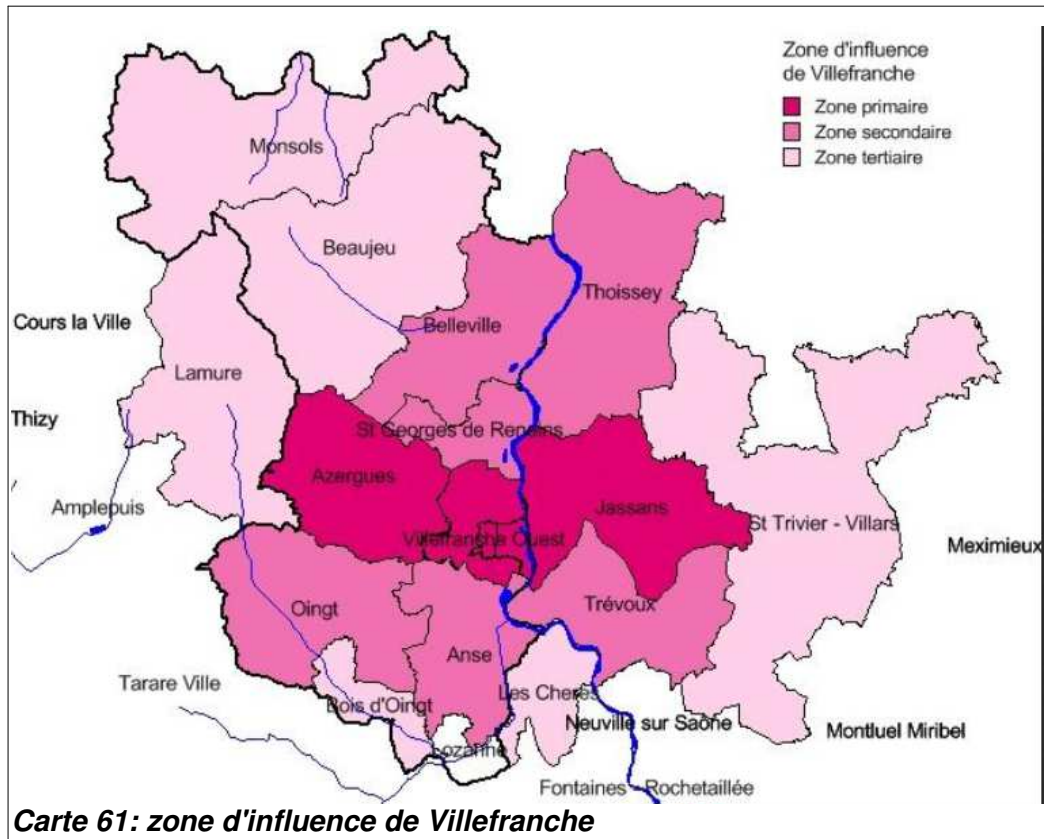 Zone d'influence
de Villefranche
Zone primaire
Zone secondaire
Zone tertiaire
Monsols
Beaujeu
Thoissey
Belleville
Cours la Ville
Lamure
Thizy
St Georges de Reneins
Azergues
Jassans
Amplepuis
St Trivier - Villars
Villefranche Ouest
Meximieux
Oingt
Trévoux
Anse
Tarare Ville
Les Cheres
Bois d'Oingt
Neuville sur Saône
Montluel Miribel
Lozanne
Fontaines - Rochetaillée
Carte 61: zone d'influence de Villefranche